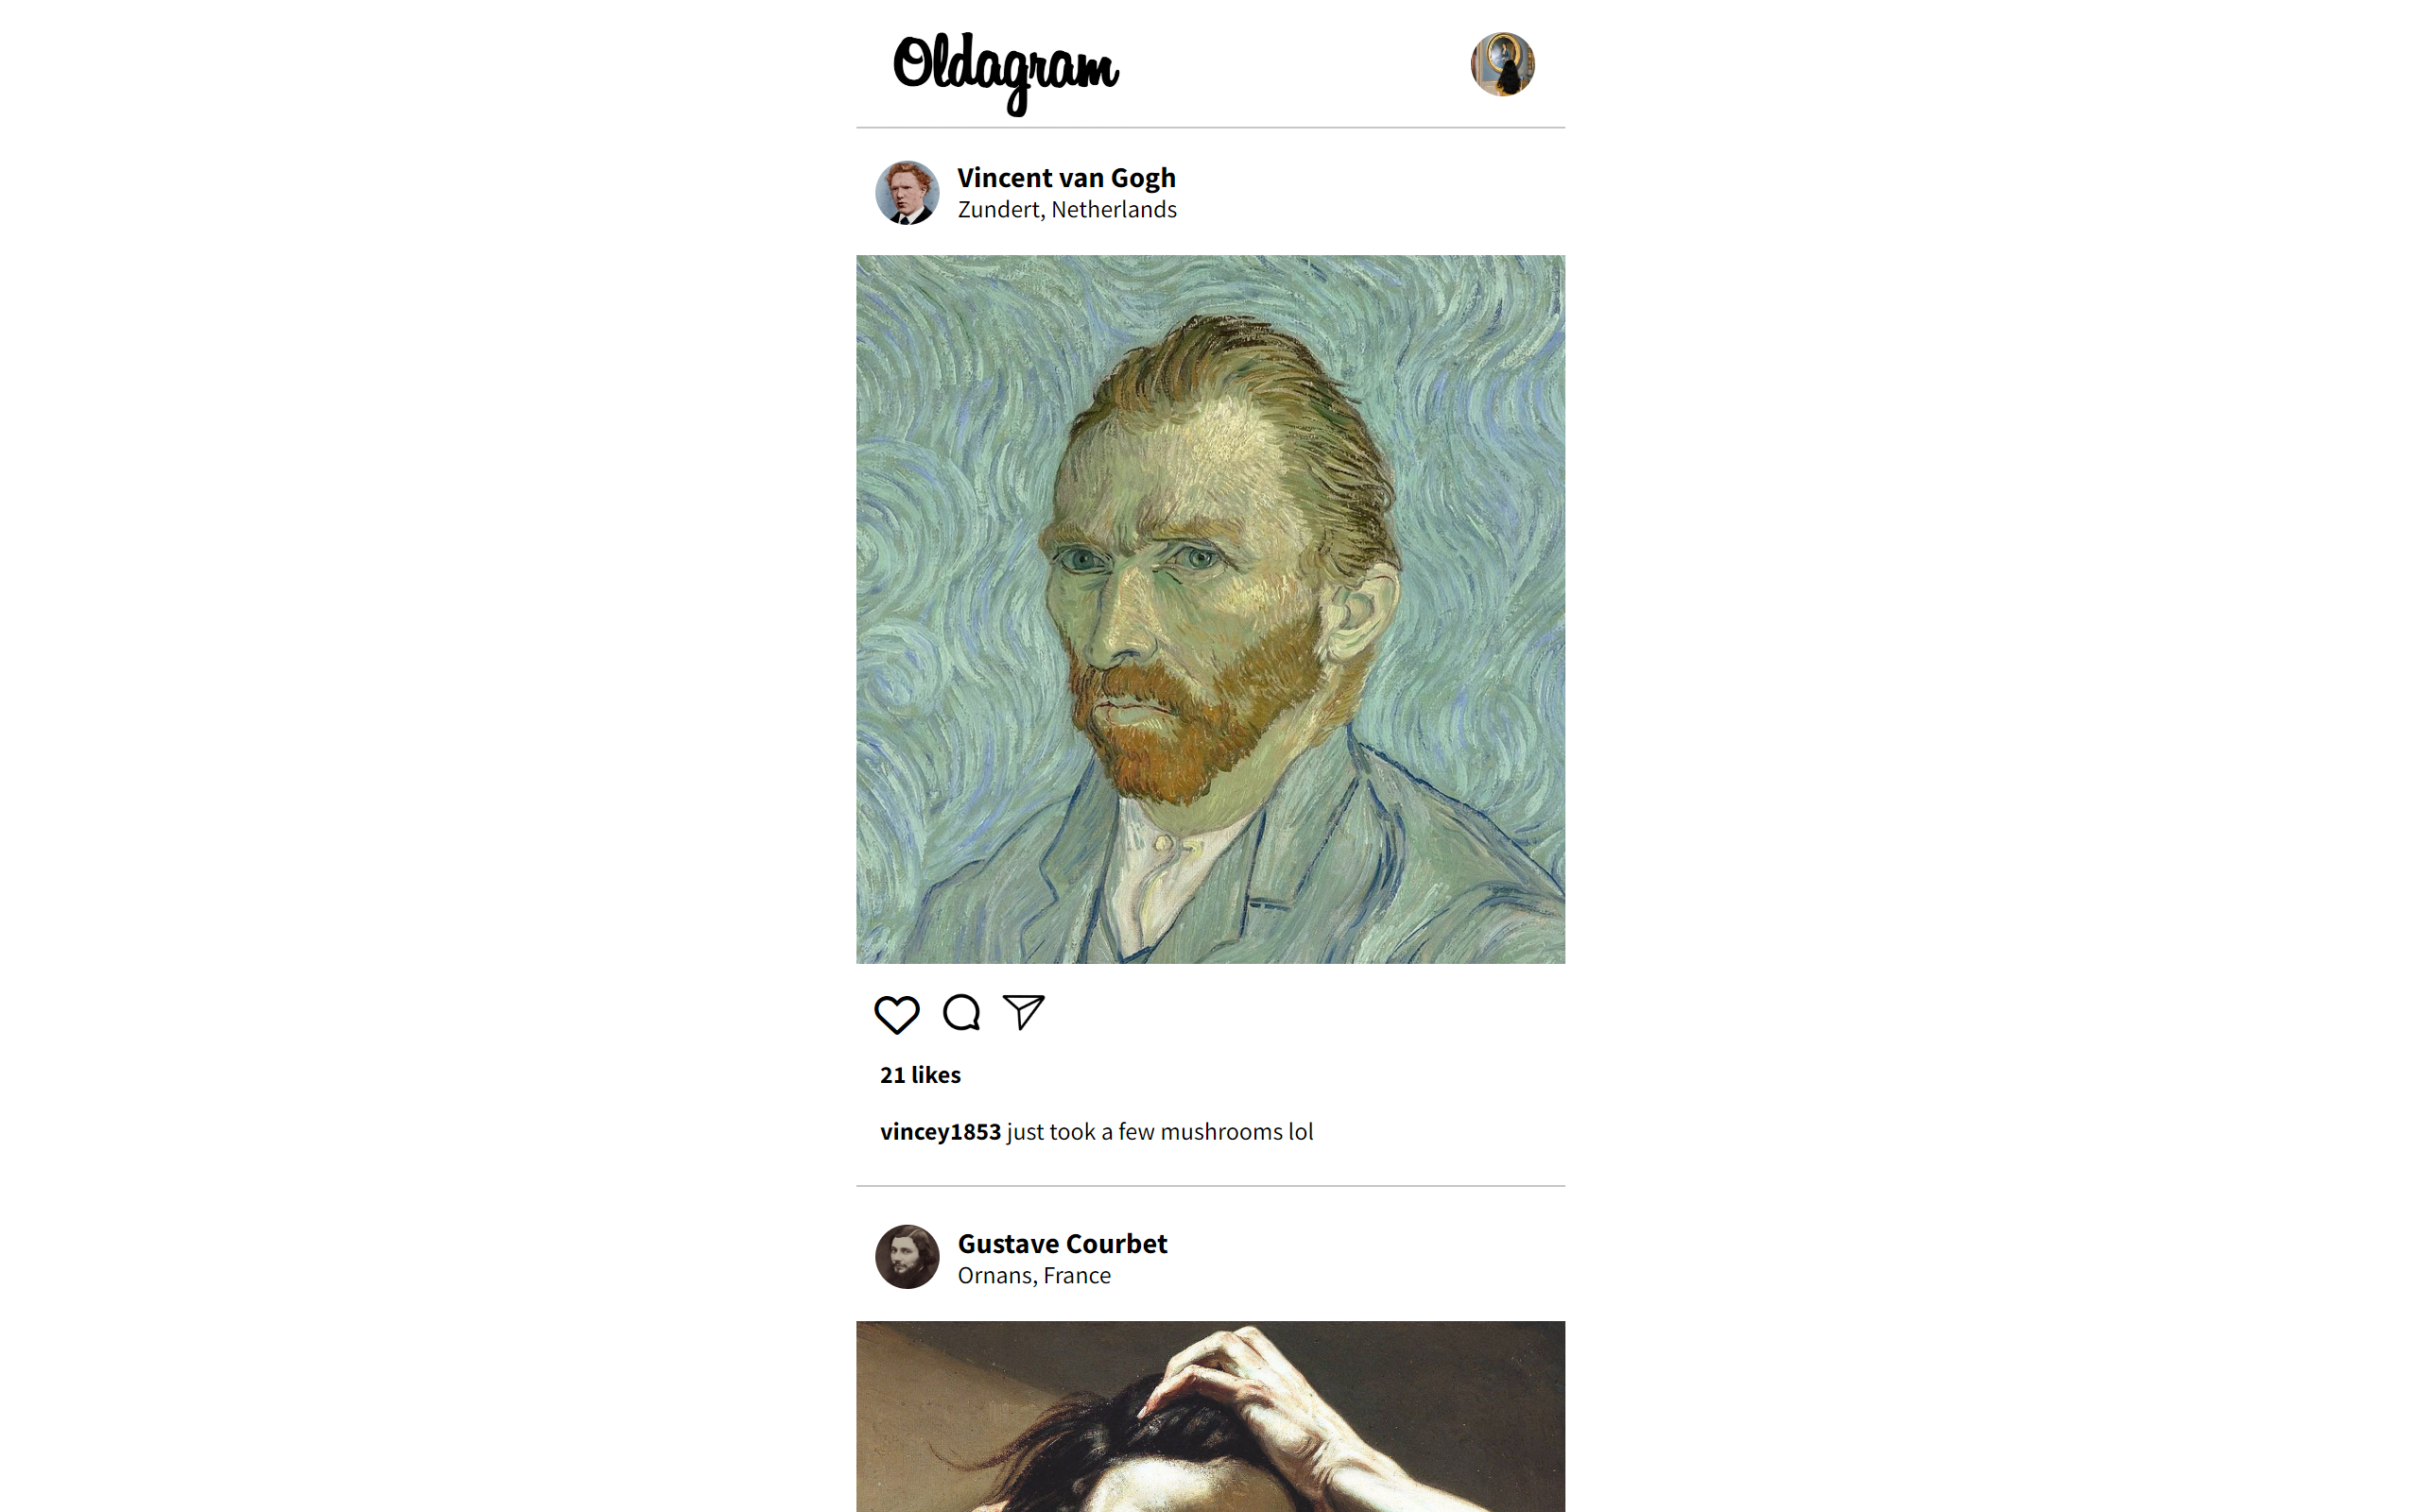 Oldagram
Vincent van Gogh
Zundert, Netherlands
21 likes
vincey1853 just took a few mushrooms lol
Gustave Courbet
Ornans, France